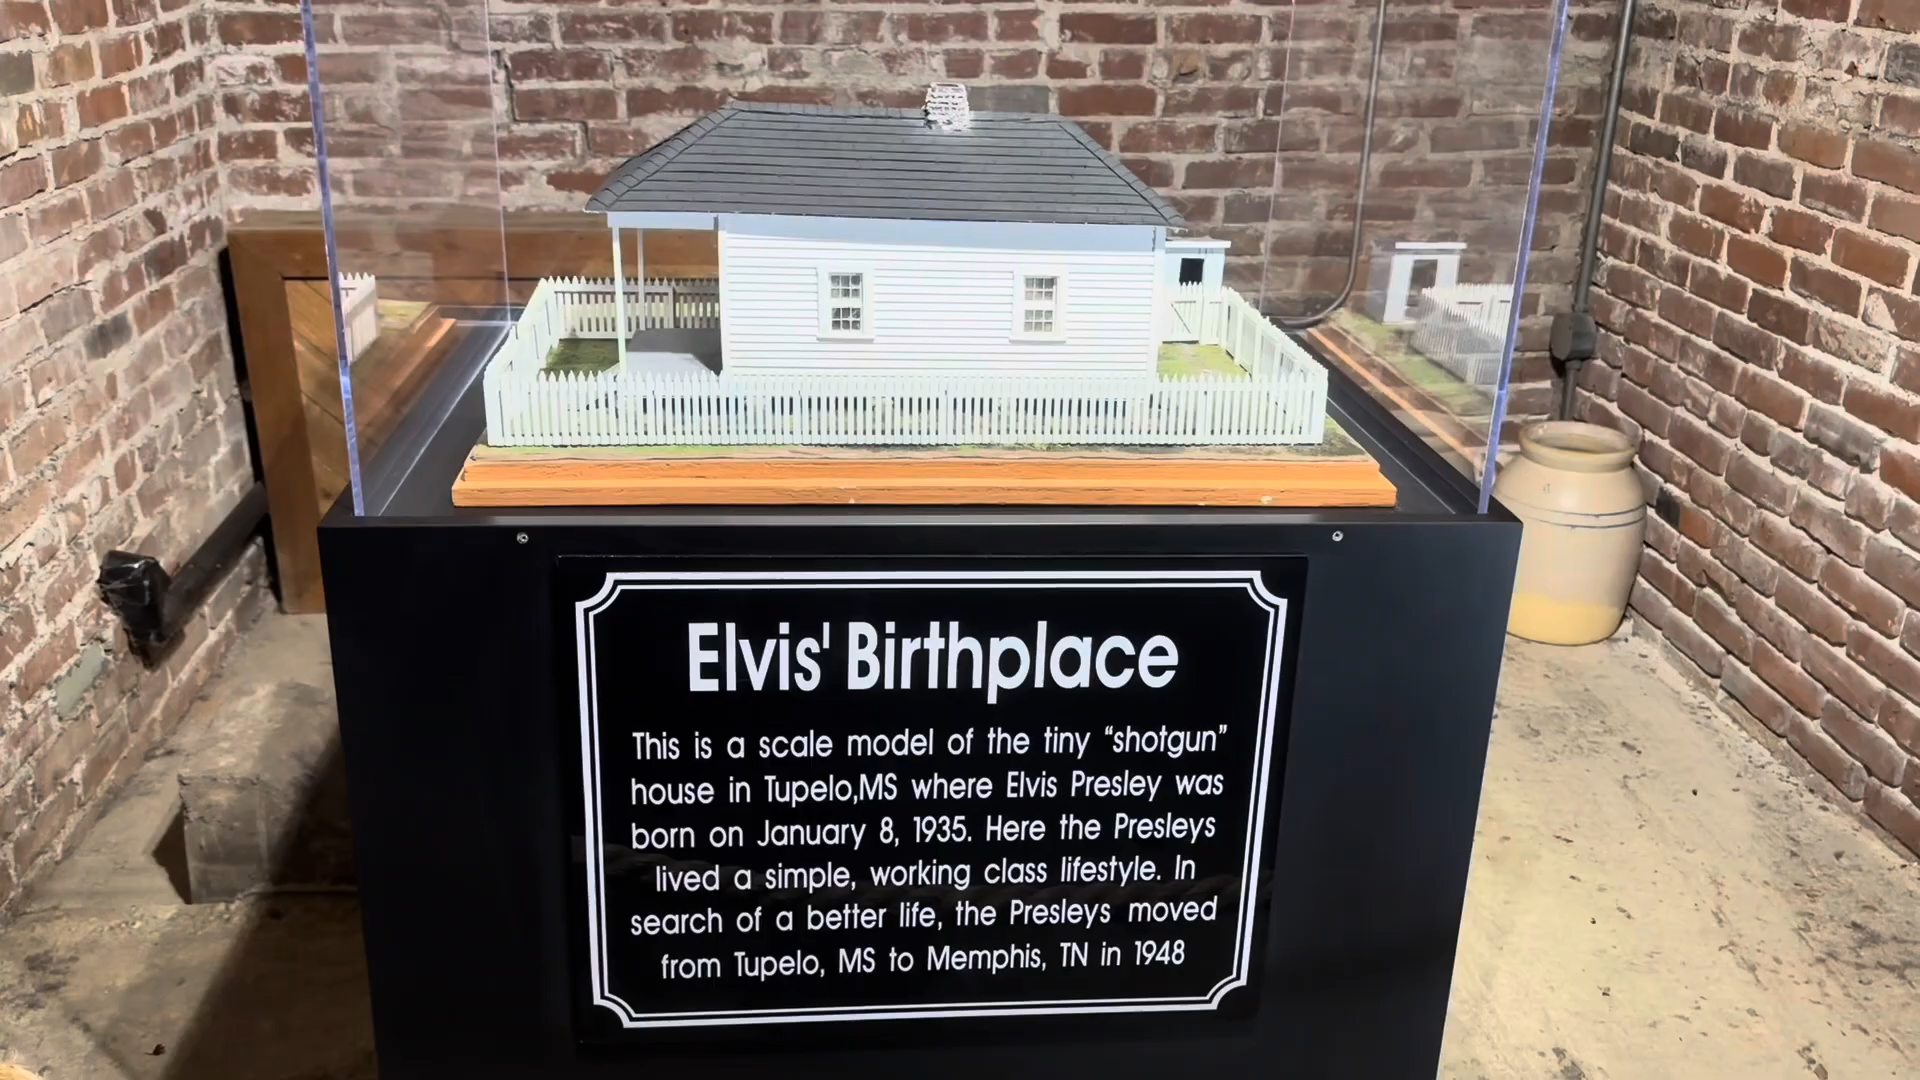 Elvis' Birthplace
This is a scale model of the tiny “shotgun”
house in Tupelo,MS where Elvis Presley was
born on January 8, 1935. Here the Presleys
lived a simple, working class lifestyle. In
search of a better life, the Presleys moved
from Tupelo, MS to Memphis, TN in 1948